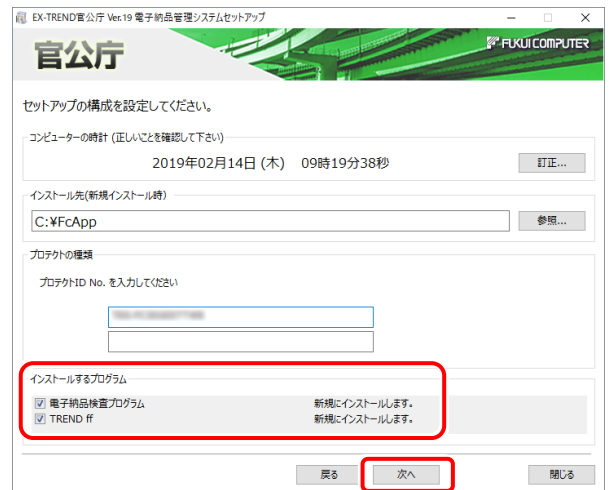 EX-TREND官公庁 Ver.19 電子納品管理システムセットアップ
官公庁
FUKUI COMPUTER
セットアップの構成を設定してください。
コンピューターの時計 (正しいことを確認して下さい)
2019年02月14日 (木) 09時19分38秒
訂正...
インストール先(新規インストール時)
C:¥FcApp
参照...
プロテクトの種類
プロテクトID No. を入力してください
インストールするプログラム
電子納品検査プログラム 新規にインストールします。
TREND ff 新規にインストールします。
戻る 次へ 閉じる